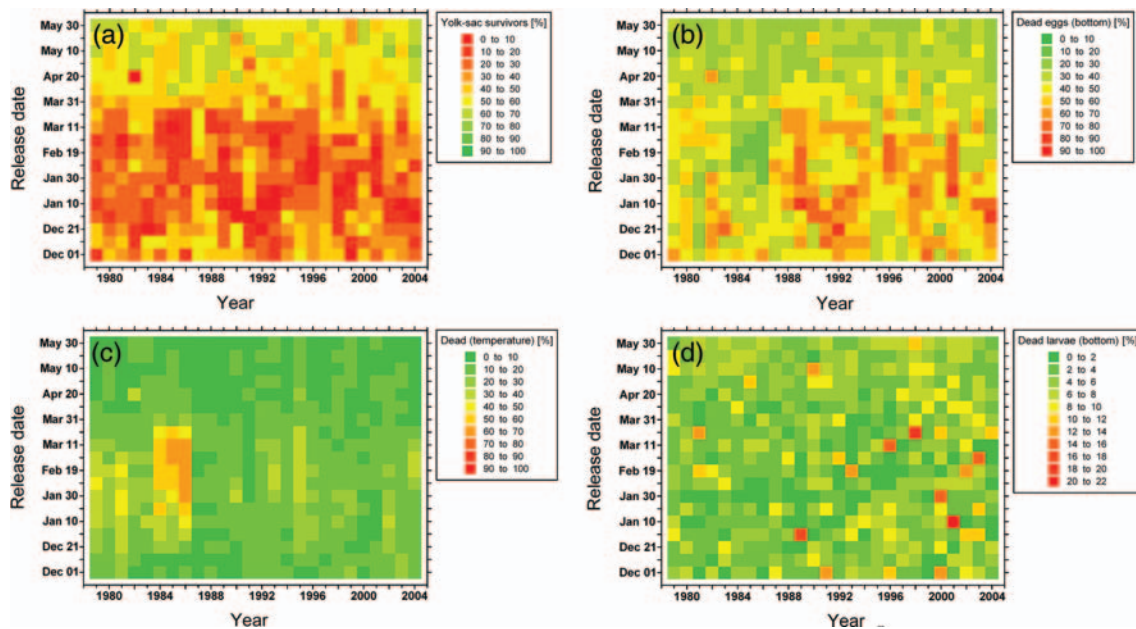 (a)
May 30
May 10
Apr 20
Mar 31
Mar 11
Feb 19
Jan 30
Jan 10
Dec 21
Dec 01
Release date
1980 1984 1988 1992 1996 2000 2004
Year
Yolk-sac survivors [%]
0 to 10
10 to 20
20 to 30
30 to 40
40 to 50
50 to 60
60 to 70
70 to 80
80 to 90
90 to 100
(b)
May 30
May 10
Apr 20
Mar 31
Mar 11
Feb 19
Jan 30
Jan 10
Dec 21
Dec 01
Release date
1980 1984 1988 1992 1996 2000 2004
Year
Dead eggs (bottom) [%]
0 to 10
10 to 20
20 to 30
30 to 40
40 to 50
50 to 60
60 to 70
70 to 80
80 to 90
90 to 100
(c)
May 30
May 10
Apr 20
Mar 31
Mar 11
Feb 19
Jan 30
Jan 10
Dec 21
Dec 01
Release date
1980 1984 1988 1992 1996 2000 2004
Year
Dead (temperature) [%]
0 to 10
10 to 20
20 to 30
30 to 40
40 to 50
50 to 60
60 to 70
70 to 80
80 to 90
90 to 100
(d)
May 30
May 10
Apr 20
Mar 31
Mar 11
Feb 19
Jan 30
Jan 10
Dec 21
Dec 01
Release date
1980 1984 1988 1992 1996 2000 2004
Year
Dead larvae (bottom) [%]
0 to 2
2 to 4
4 to 6
6 to 8
8 to 10
10 to 12
12 to 14
14 to 16
16 to 18
18 to 20
20 to 22